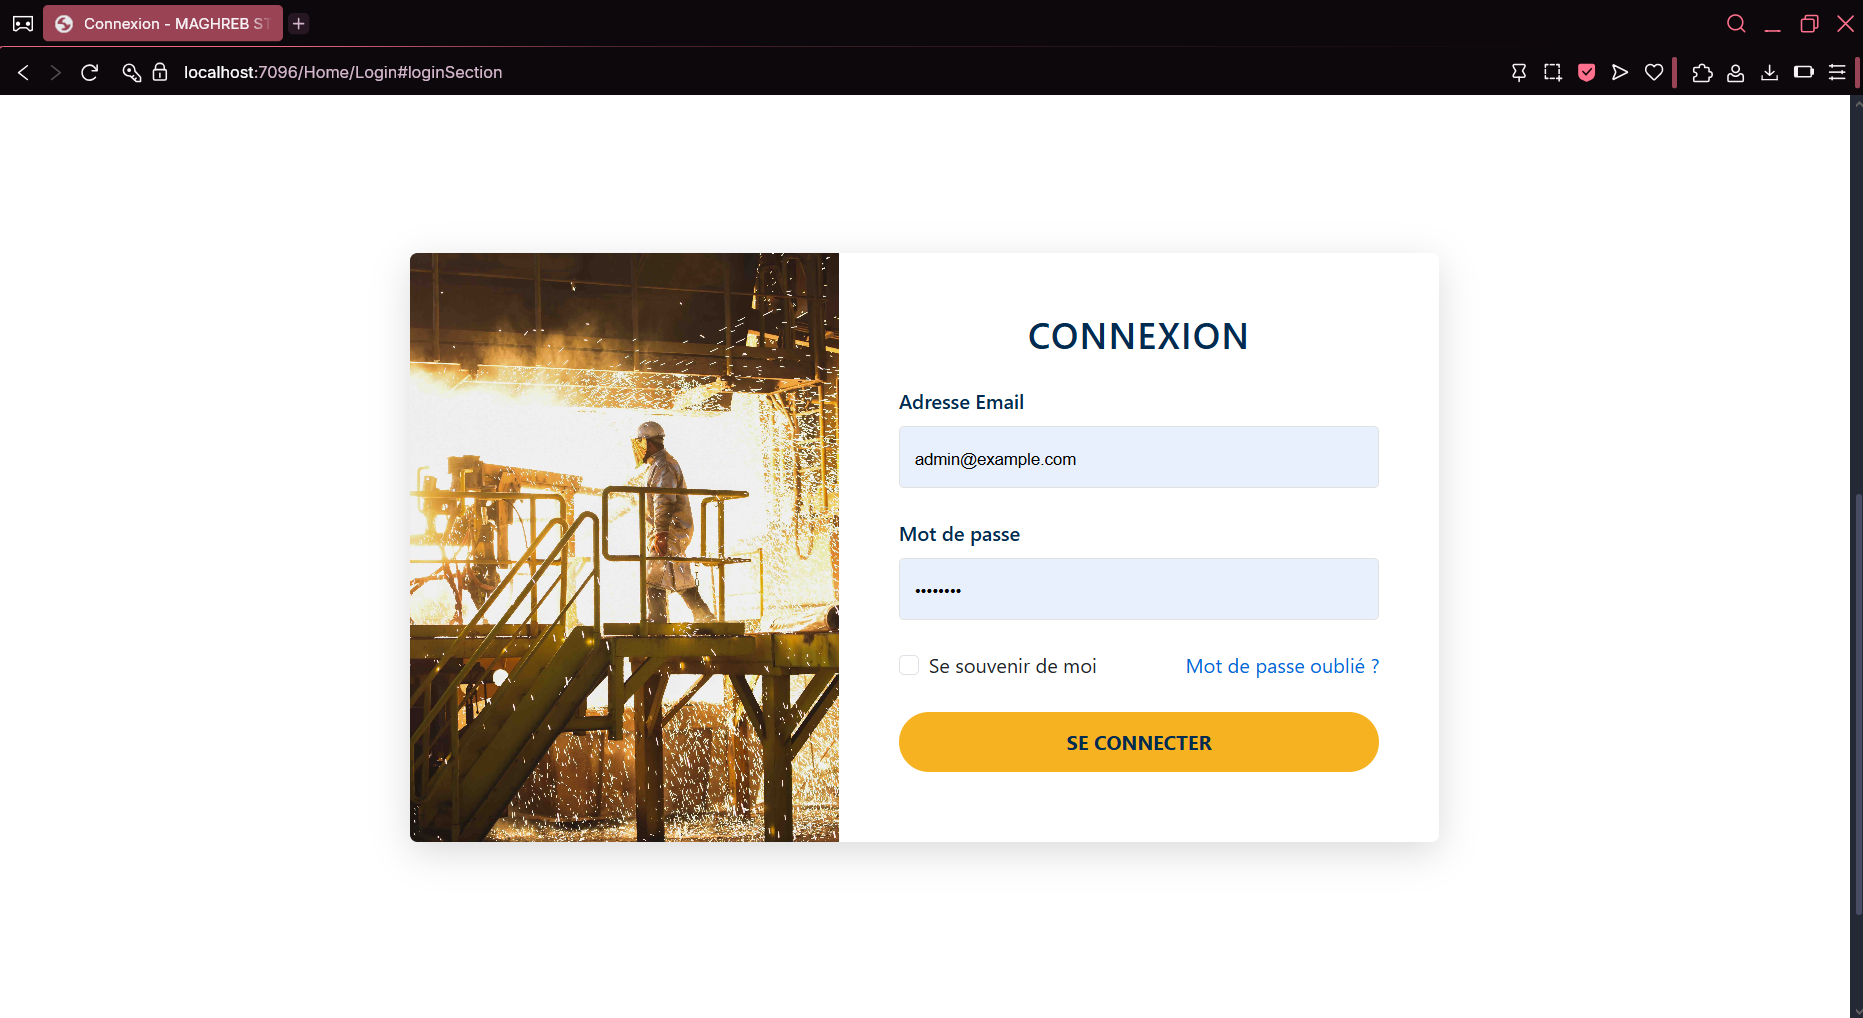 Connexion - MAGHREB ST
localhost:7096/Home/Login#loginSection
CONNEXION
Adresse Email
admin@example.com
Mot de passe
••••••••
Se souvenir de moi
Mot de passe oublié ?
SE CONNECTER